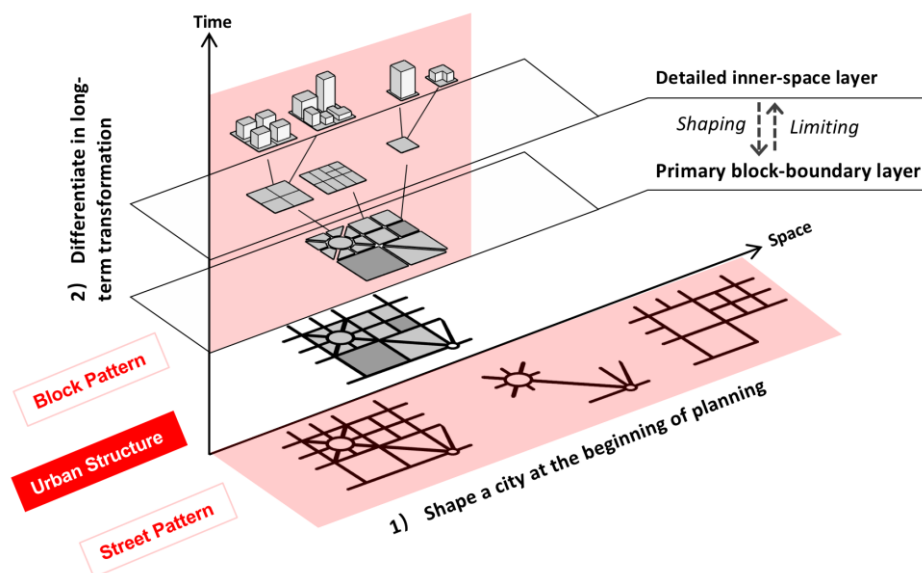 Time
Detailed inner-space layer
Shaping
Limiting
Primary block-boundary layer
Space
2) Differentiate in long-
term transformation
Block Pattern
Urban Structure
Street Pattern
1) Shape a city at the beginning of planning